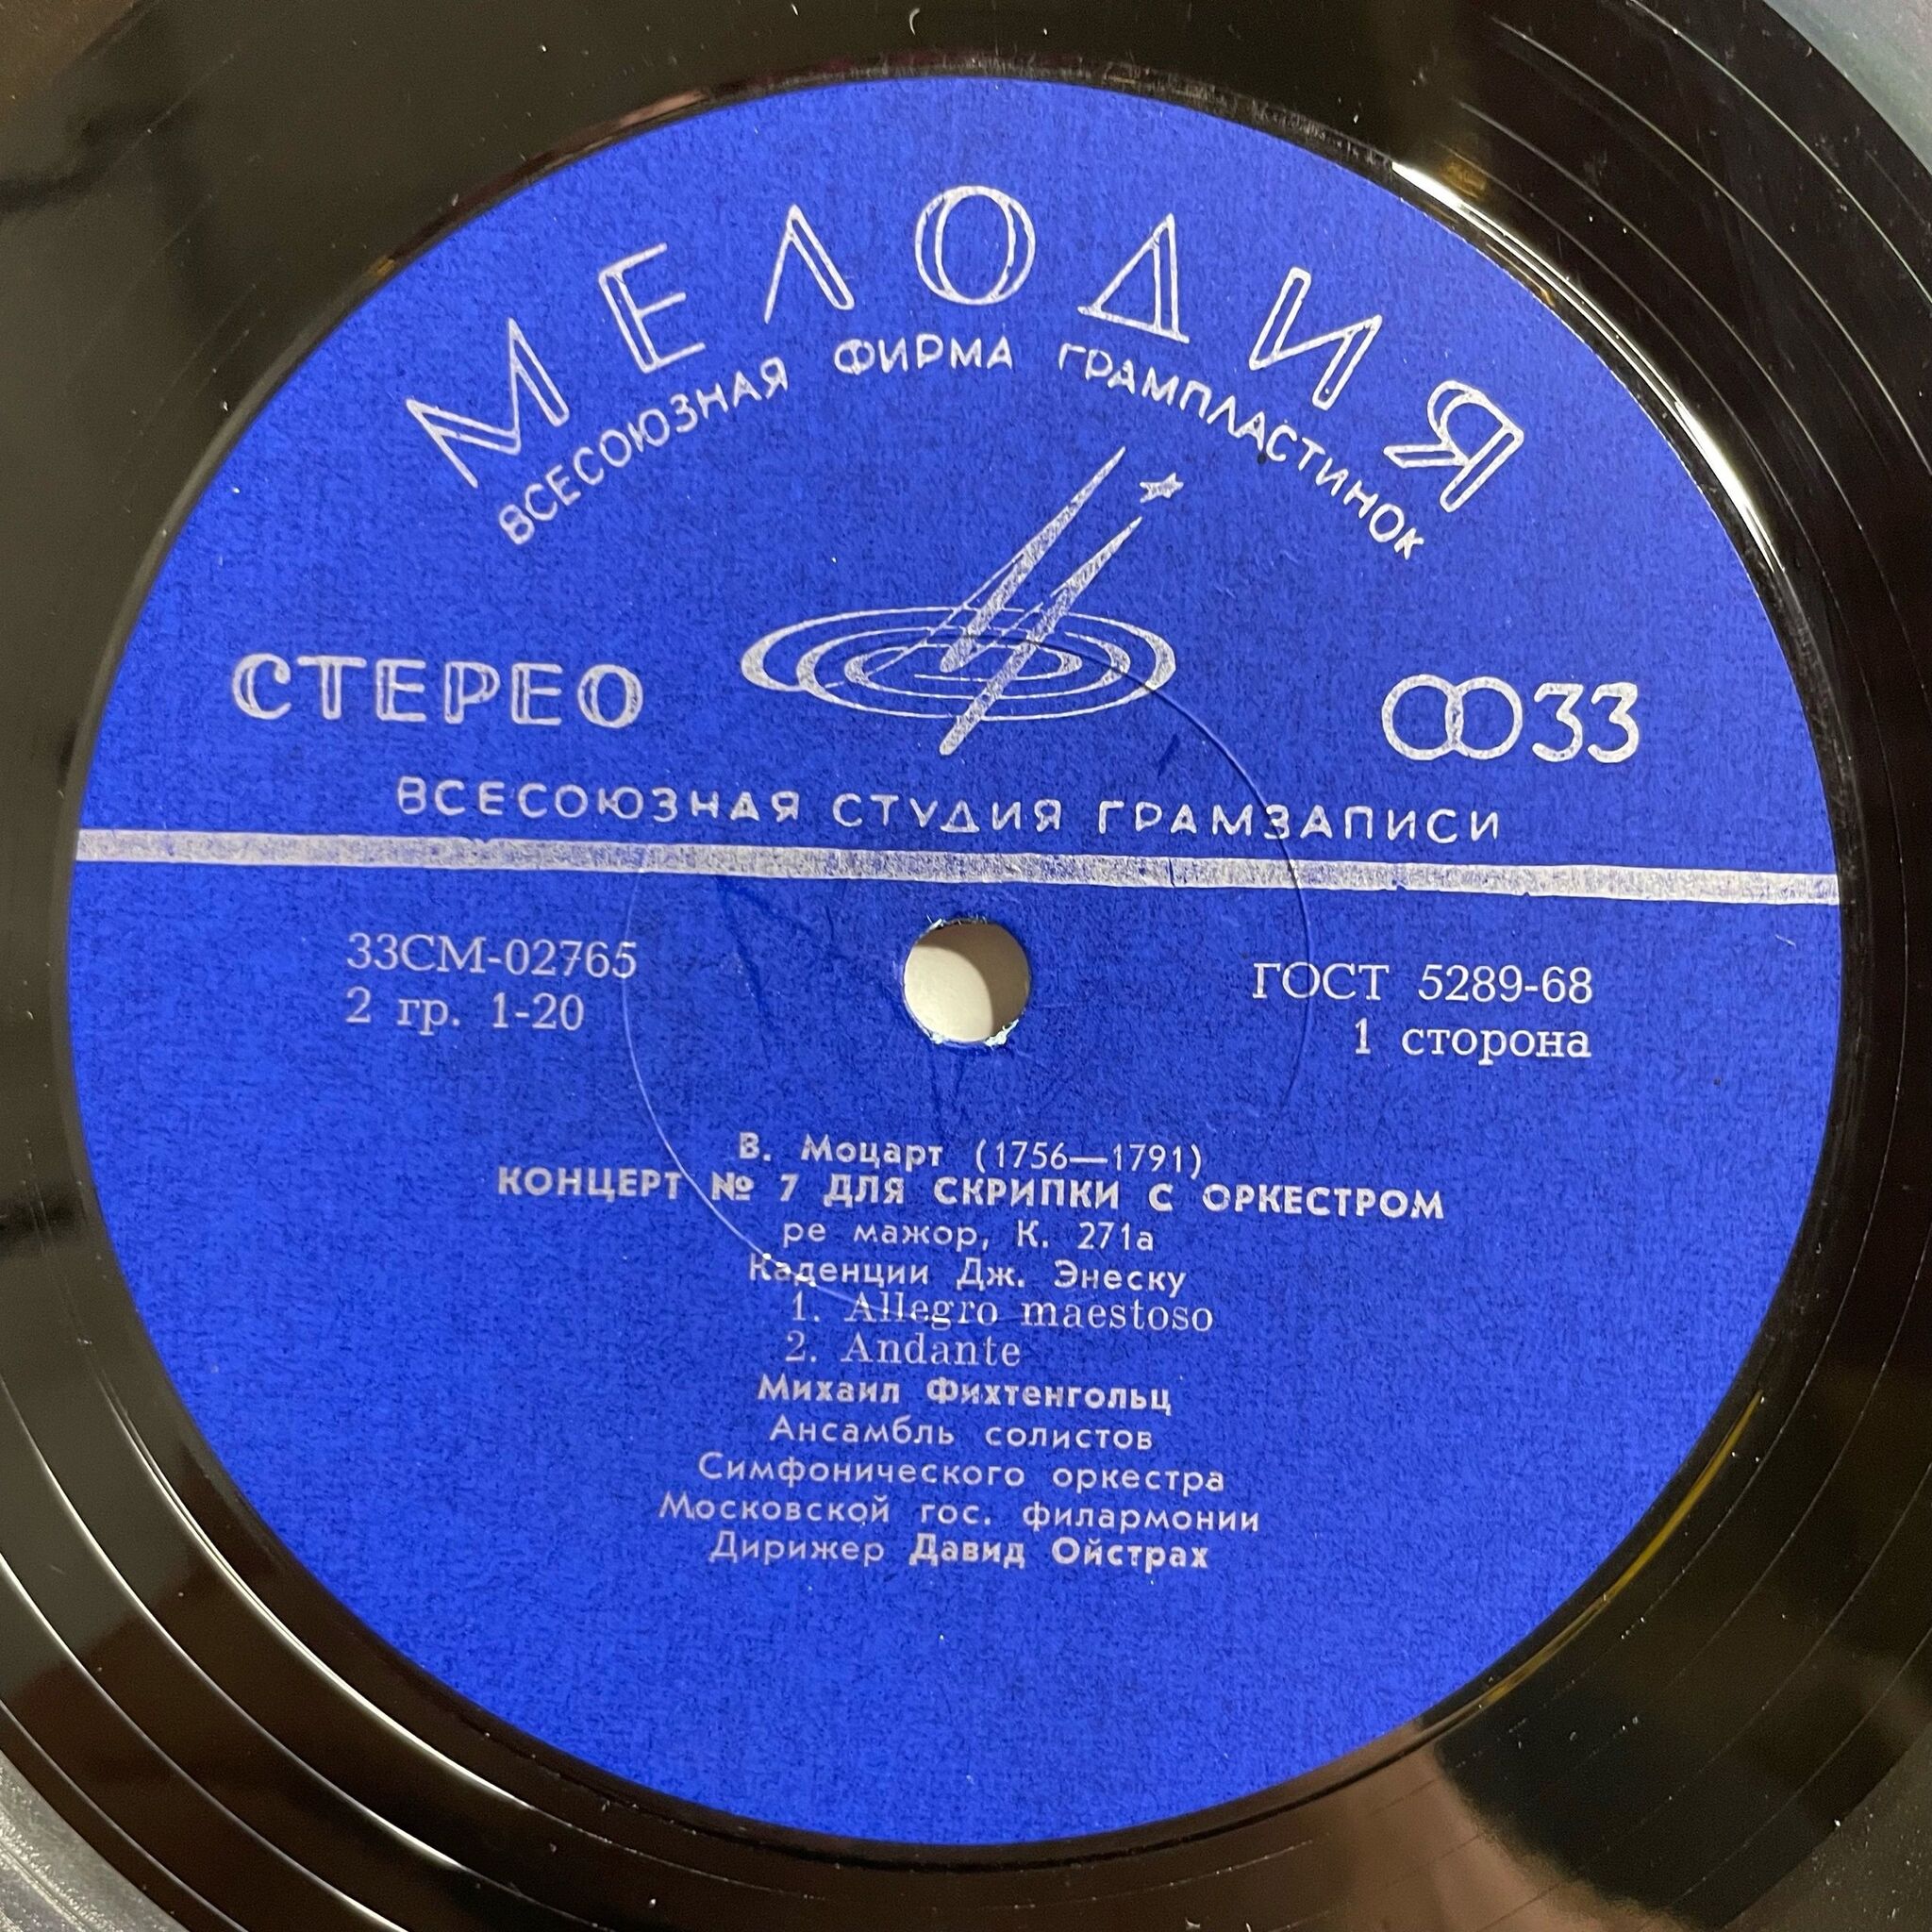 МЕЛОДИЯ
ВСЕСОЮЗНАЯ ФИРМА ГРАМПЛАСТИНОК
СТЕРЕО
33
ВСЕСОЮЗНАЯ СТУДИЯ ГРАМЗАПИСИ
33СМ-02765
2 гр. 1-20
ГОСТ 5289-68
1 сторона
В. Моцарт (1756—1791)
КОНЦЕРТ № 7 ДЛЯ СКРИПКИ С ОРКЕСТРОМ
ре мажор, К. 271а
Каденции Дж. Энеску
1. Allegro maestoso
2. Andante
Михаил Фихтенгольц
Ансамбль солистов
Симфонического оркестра
Московской гос. филармонии
Дирижер Давид Ойстрах